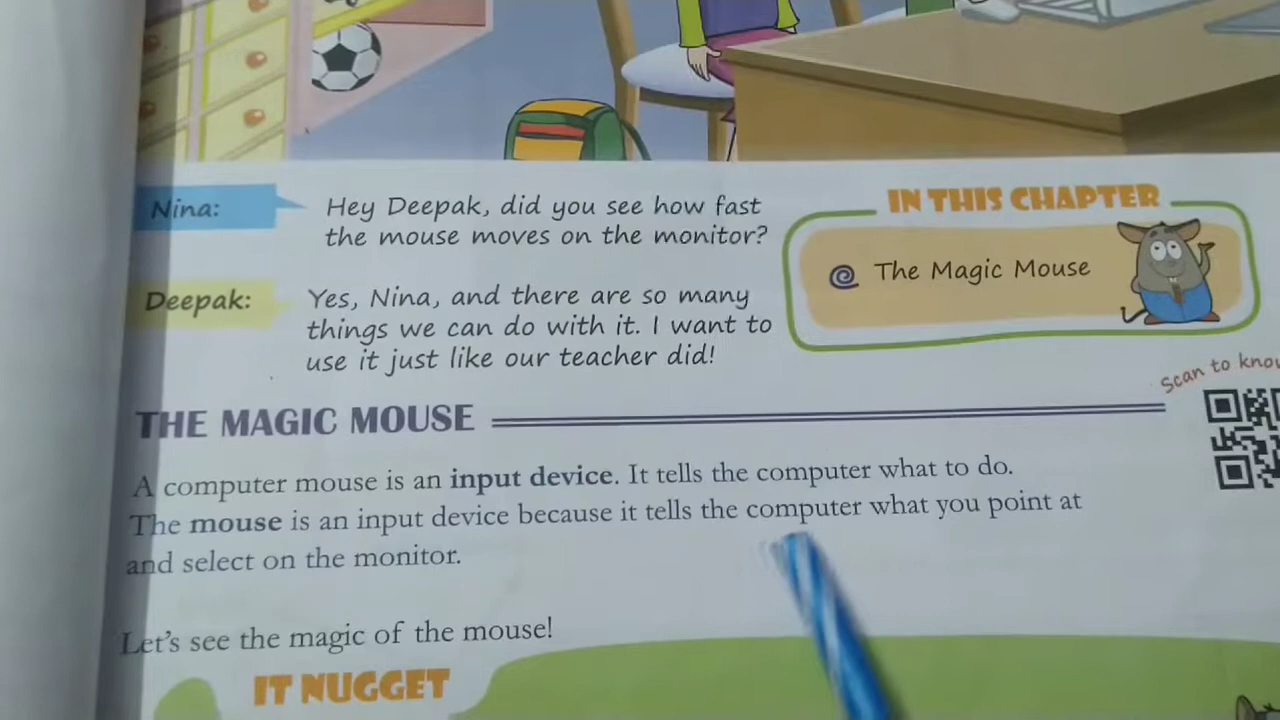 Nina:
Hey Deepak, did you see how fast
the mouse moves on the monitor?
Deepak:
Yes, Nina, and there are so many
things we can do with it. I want to
use it just like our teacher did!
IN THIS CHAPTER
The Magic Mouse
Scan to know
THE MAGIC MOUSE
A computer mouse is an input device. It tells the computer what to do.
The mouse is an input device because it tells the computer what you point at
and select on the monitor.
Let's see the magic of the mouse!
IT NUGGET